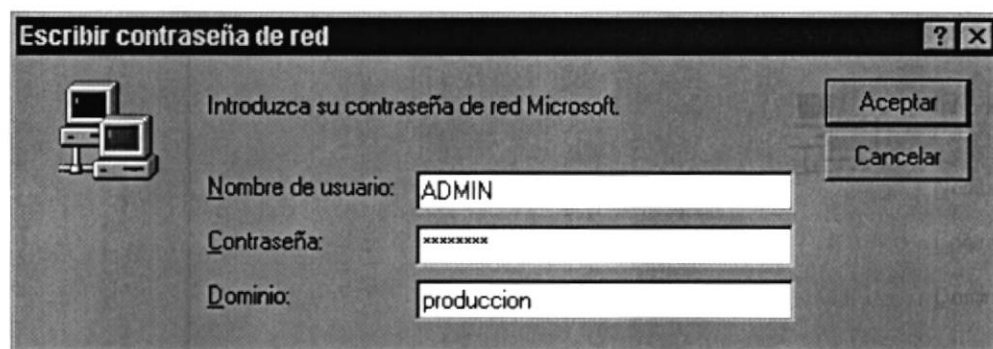 Escribir contraseña de red
Introduzca su contraseña de red Microsoft.
Aceptar
Cancelar
Nombre de usuario: ADMIN
Contraseña: ××××××××
Dominio: produccion